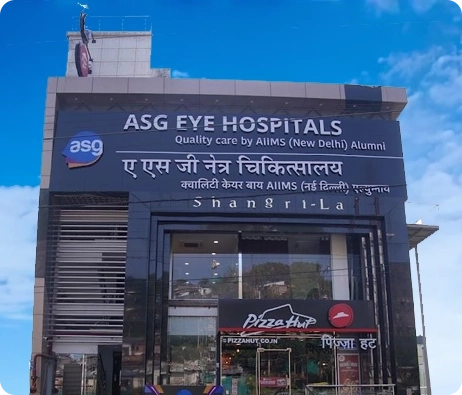 ASG EYE HOSPITALS
Quality care by AIIMS (New Delhi) Alumni
asg
ए एस जी नेत्र चिकित्सालय
क्वालिटी केयर बाय AIIMS (नई दिल्ली) एल्युमनाय
Shangri-La
Pizza Hut
PIZZAHUT.CO.IN
पिज़्ज़ा हट